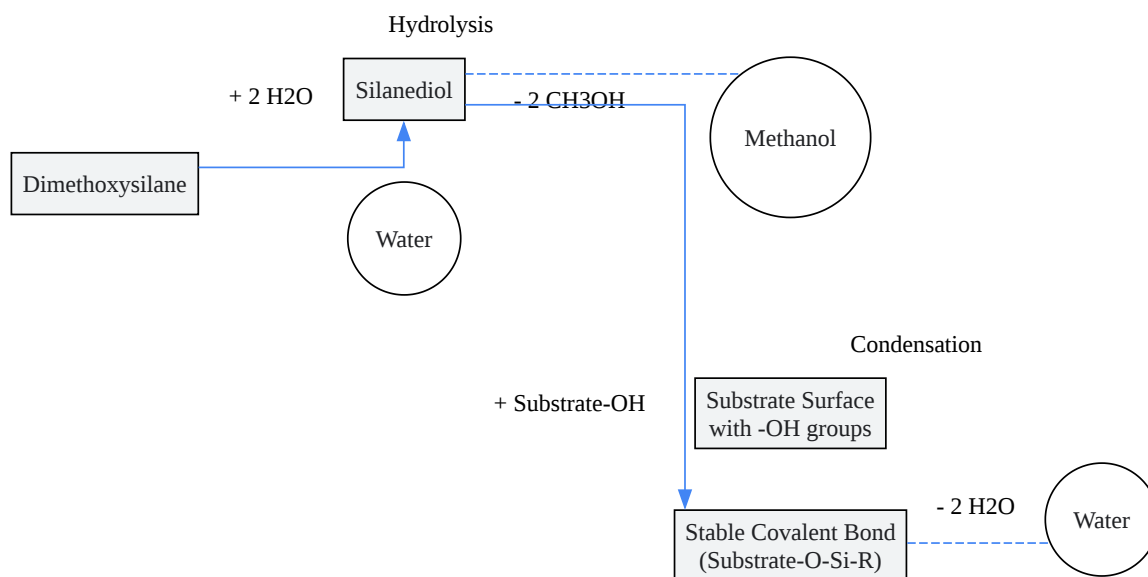 Hydrolysis
+ 2 H2O
Silanediol
- 2 CH3OH
Methanol
Dimethoxysilane
Water
Condensation
+ Substrate-OH
Substrate Surface
with -OH groups
- 2 H2O
Water
Stable Covalent Bond
(Substrate-O-Si-R)